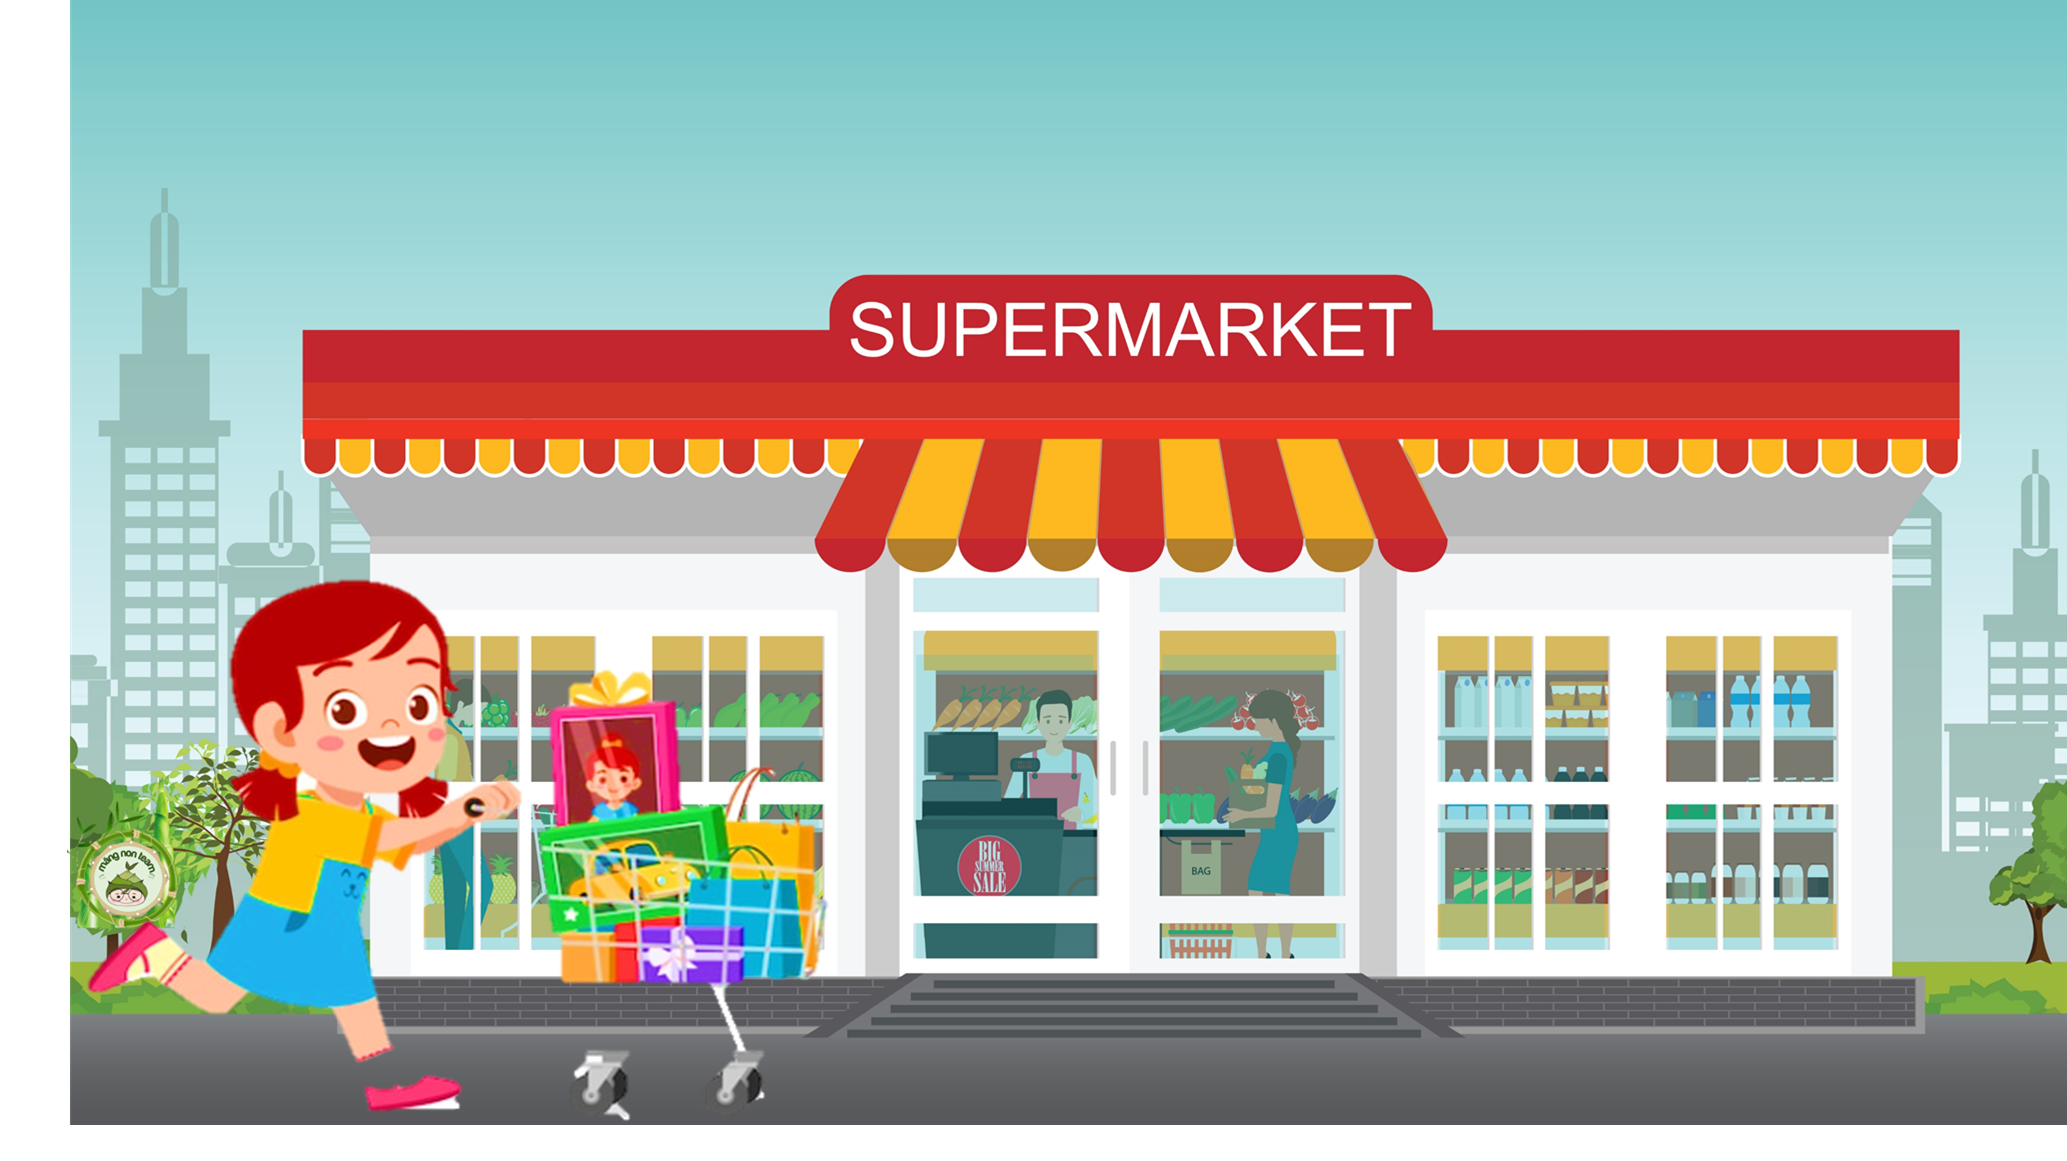 SUPERMARKET
măng non team
BIG
SUMMER
SALE
BAG